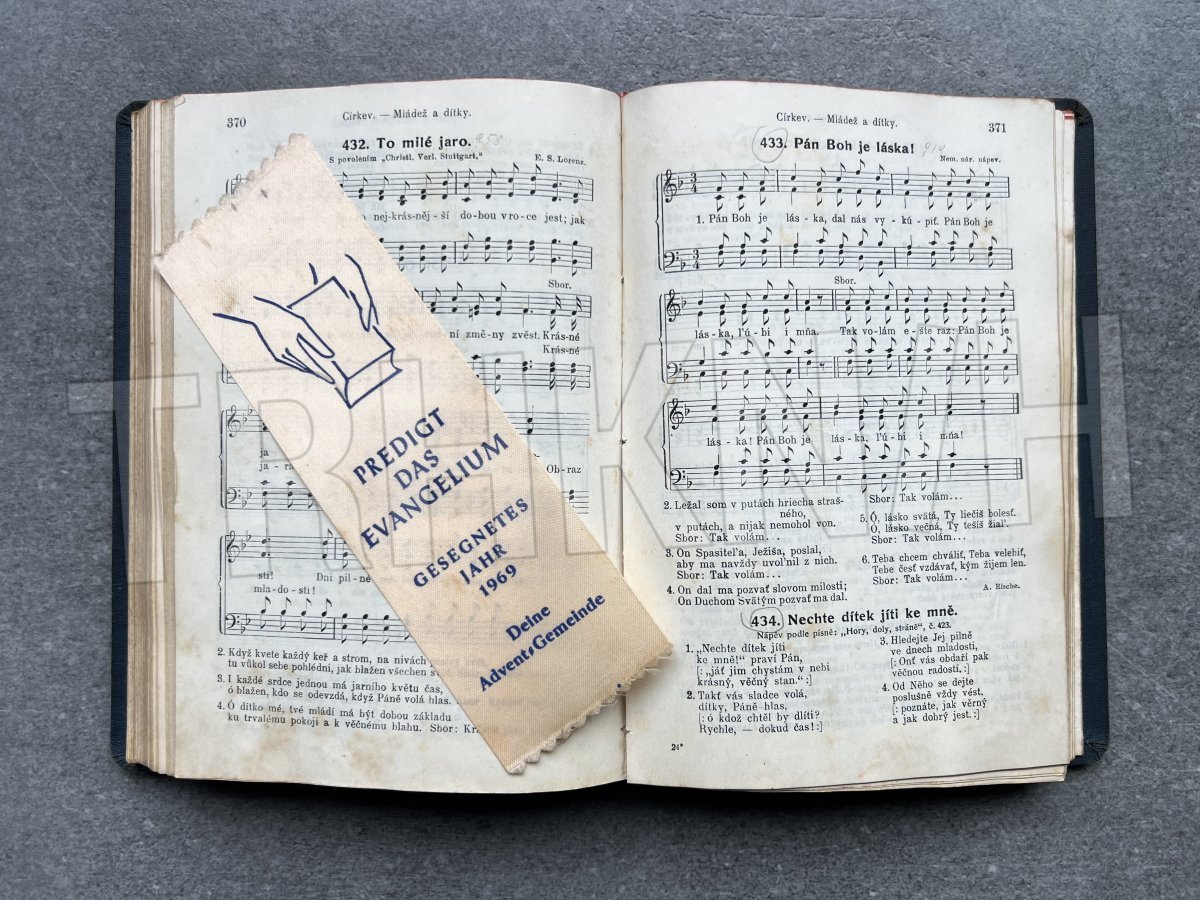 370
Církev. — Mládež a dítky.
432. To milé jaro.
958
S povolením „Christl. Verl. Stuttgart."
E. S. Lorenz.
nej-krás-něj-ší do-bou v ro-ce jest; jak
Sbor.
ní změ-ny zvěst. Krás-né
Krás-né
ja
ja-ra
Ob-raz
sti! Dni pil-né
mla-do-sti!
2. Když kvete každý keř a strom, na nivách
tu vůkol sebe pohlédni, jak blažen všechen
3. I každé srdce jednou má jarního květu čas,
ó blažen, kdo se odevzdá, když Páně volá hlas.
4. Ó dítko mé, tvé mládí má být dobou základu
ku trvalému pokoji a k věčnému blahu. Sbor:
PREDIGT
DAS
EVANGELIUM
GESEGNETES
JAHR
1969
Deine
Advent-Gemeinde
Církev. — Mládež a dítky.
371
433. Pán Boh je láska!
914
Nem. nár. nápev.
1. Pán Boh je lás-ka, dal nás vy-kú-piť. Pán Boh je
Sbor.
lás-ka, ľú-bi i mňa. Tak vo-lám e-šte raz: Pán Boh je
lás-ka! Pán Boh je lás-ka, ľú-bi i mňa!
2. Ležal som v putách hriecha straš-
ného,
v putách, a nijak nemohol von.
Sbor: Tak volám...
3. On Spasiteľa, Ježiša, poslal,
aby ma navždy uvoľnil z nich.
Sbor: Tak volám...
4. On dal ma pozvať slovom milosti;
On Duchom Svätým pozvať ma dal.
Sbor: Tak volám...
5. Ó, lásko svätá, Ty liečiš bolesť.
Ó, lásko večná, Ty tešíš žiaľ.
Sbor: Tak volám...
6. Teba chcem chváliť, Teba velebiť,
Tebe česť vzdávať, kým žijem len.
Sbor: Tak volám...
A. Rische.
434. Nechte dítek jíti ke mně.
Nápěv podle písně: „Hory, doly, stráně", č. 423.
1. „Nechte dítek jíti
ke mně!" praví Pán,
[: „jáť jim chystám v nebi
krásný, věčný stan." :]
2. Takť vás sladce volá,
dítky, Páně hlas,
[: ó kdož chtěl by dlíti?
Rychle, — dokud čas! :]
3. Hledejte Jej pilně
ve dnech mladosti,
[: Onť vás obdaří pak
věčnou radostí, :]
4. Od Něho se dejte
poslušně vždy vést,
[: poznáte, jak věrný
a jak dobrý jest. :]
24*
TRHKNIH